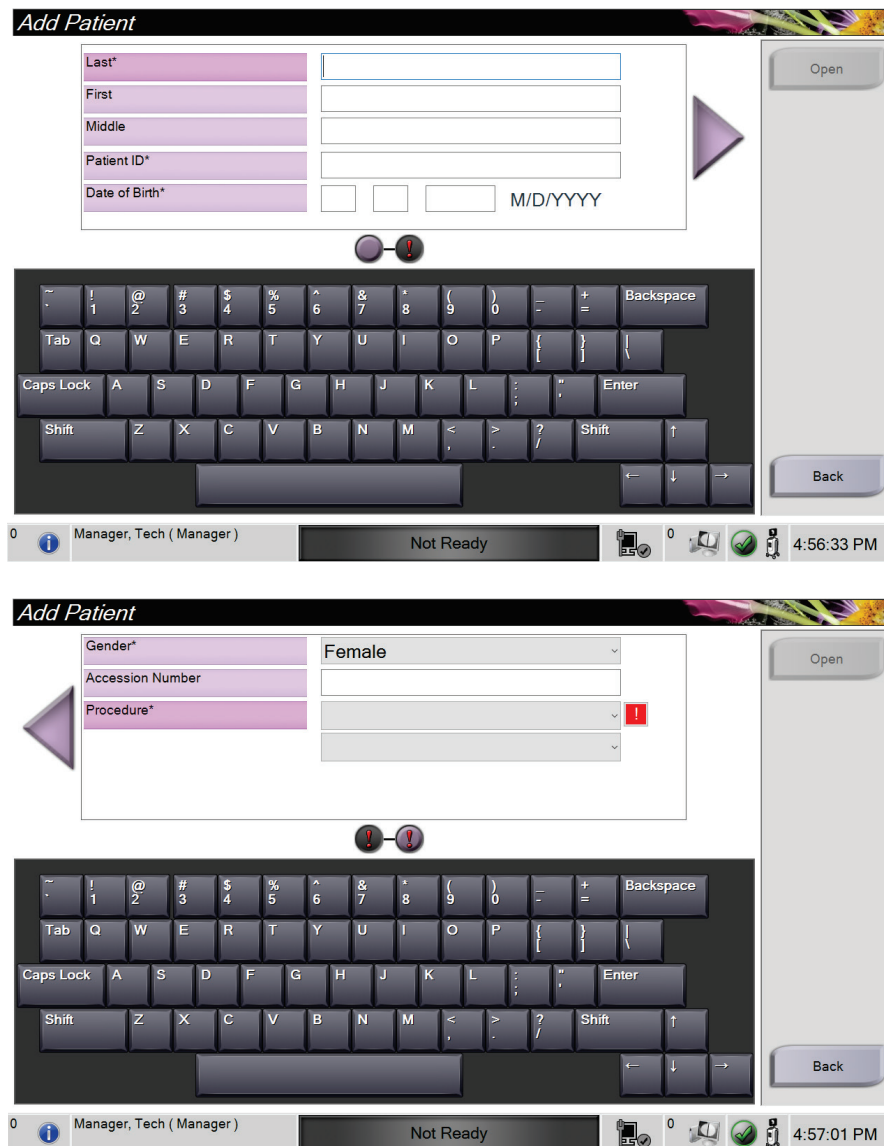 Add Patient
Last*
Open
First
Middle
Patient ID*
Date of Birth* M/D/YYYY
~ ! @ # $ % ^ & * ( ) _ + Backspace
` 1 2 3 4 5 6 7 8 9 0 - =
Tab Q W E R T Y U I O P { } |
[ ] \
Caps Lock A S D F G H J K L : " Enter
; '
Shift Z X C V B N M < > ? Shift ↑
, . /
← ↓ →
Back
0 Manager, Tech ( Manager ) Not Ready 0 4:56:33 PM
Add Patient
Gender* Female
Open
Accession Number
Procedure* !
~ ! @ # $ % ^ & * ( ) _ + Backspace
` 1 2 3 4 5 6 7 8 9 0 - =
Tab Q W E R T Y U I O P { } |
[ ] \
Caps Lock A S D F G H J K L : " Enter
; '
Shift Z X C V B N M < > ? Shift ↑
, . /
← ↓ →
Back
0 Manager, Tech ( Manager ) Not Ready 0 4:57:01 PM